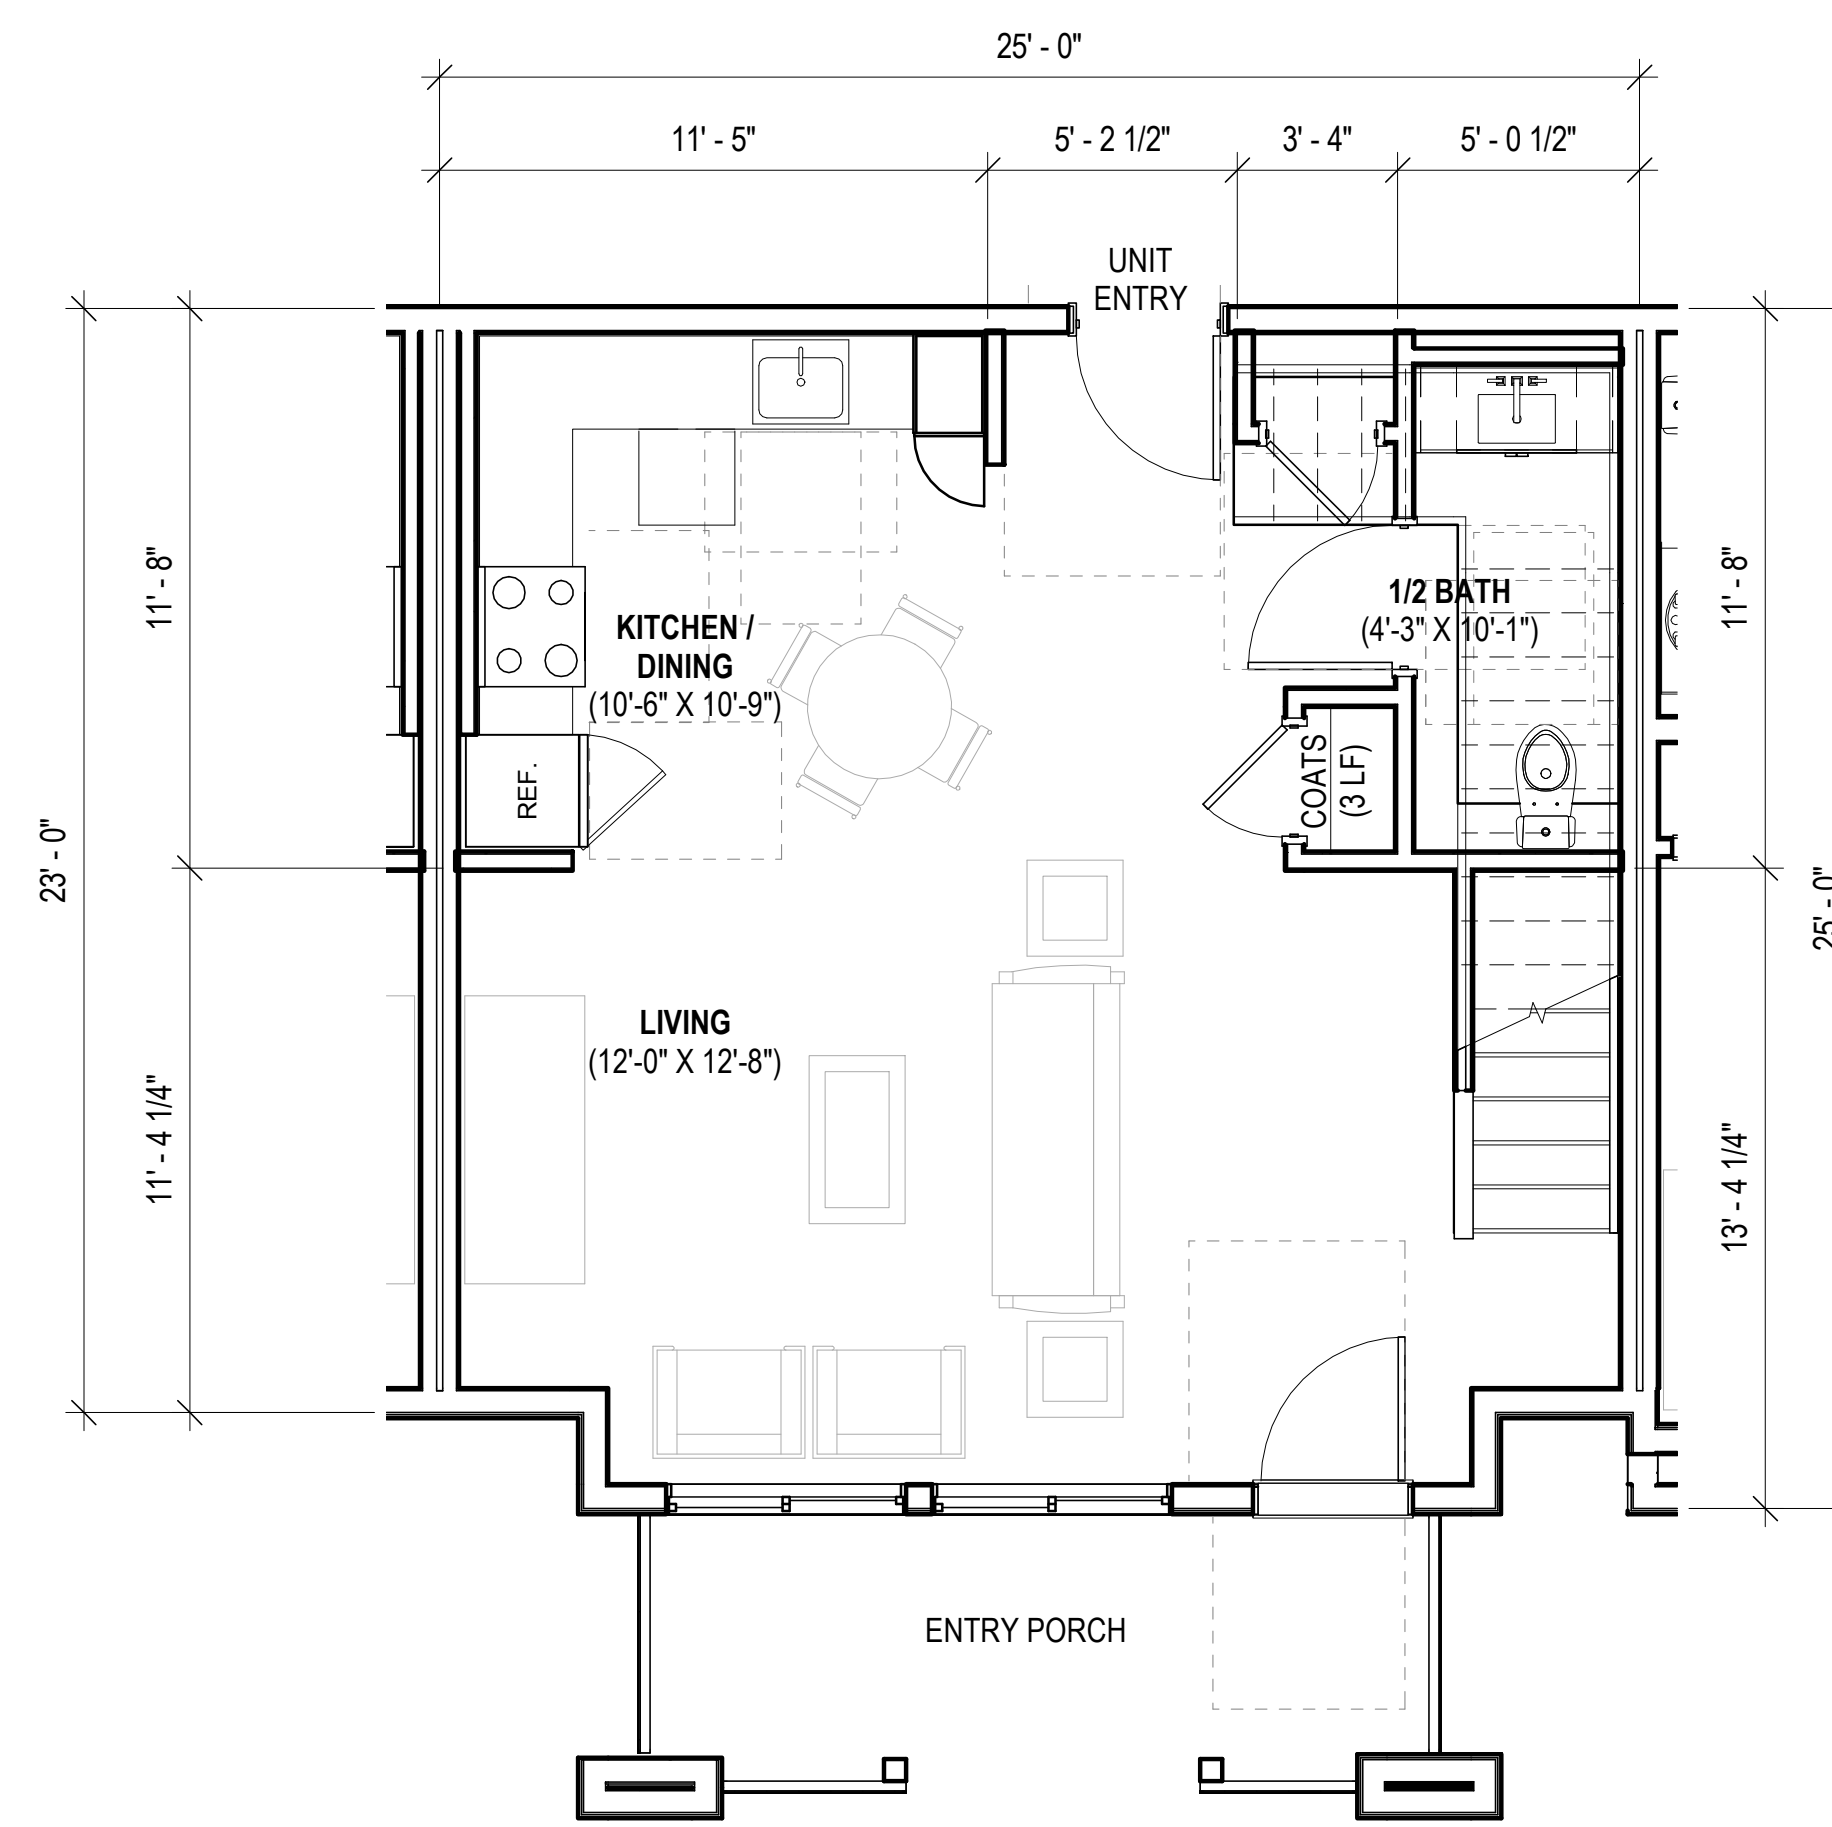 25' - 0"
11' - 5"
5' - 2 1/2"
3' - 4"
5' - 0 1/2"
UNIT
ENTRY
11' - 8"
11' - 8"
1/2 BATH
(4'-3" X 10'-1")
KITCHEN /
DINING
(10'-6" X 10'-9")
REF.
COATS
(3 LF)
23' - 0"
25' - 0"
LIVING
(12'-0" X 12'-8")
11' - 4 1/4"
13' - 4 1/4"
ENTRY PORCH